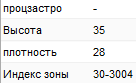 процзастро -
Высота 35
плотность 28
Индекс зоны 30-3004